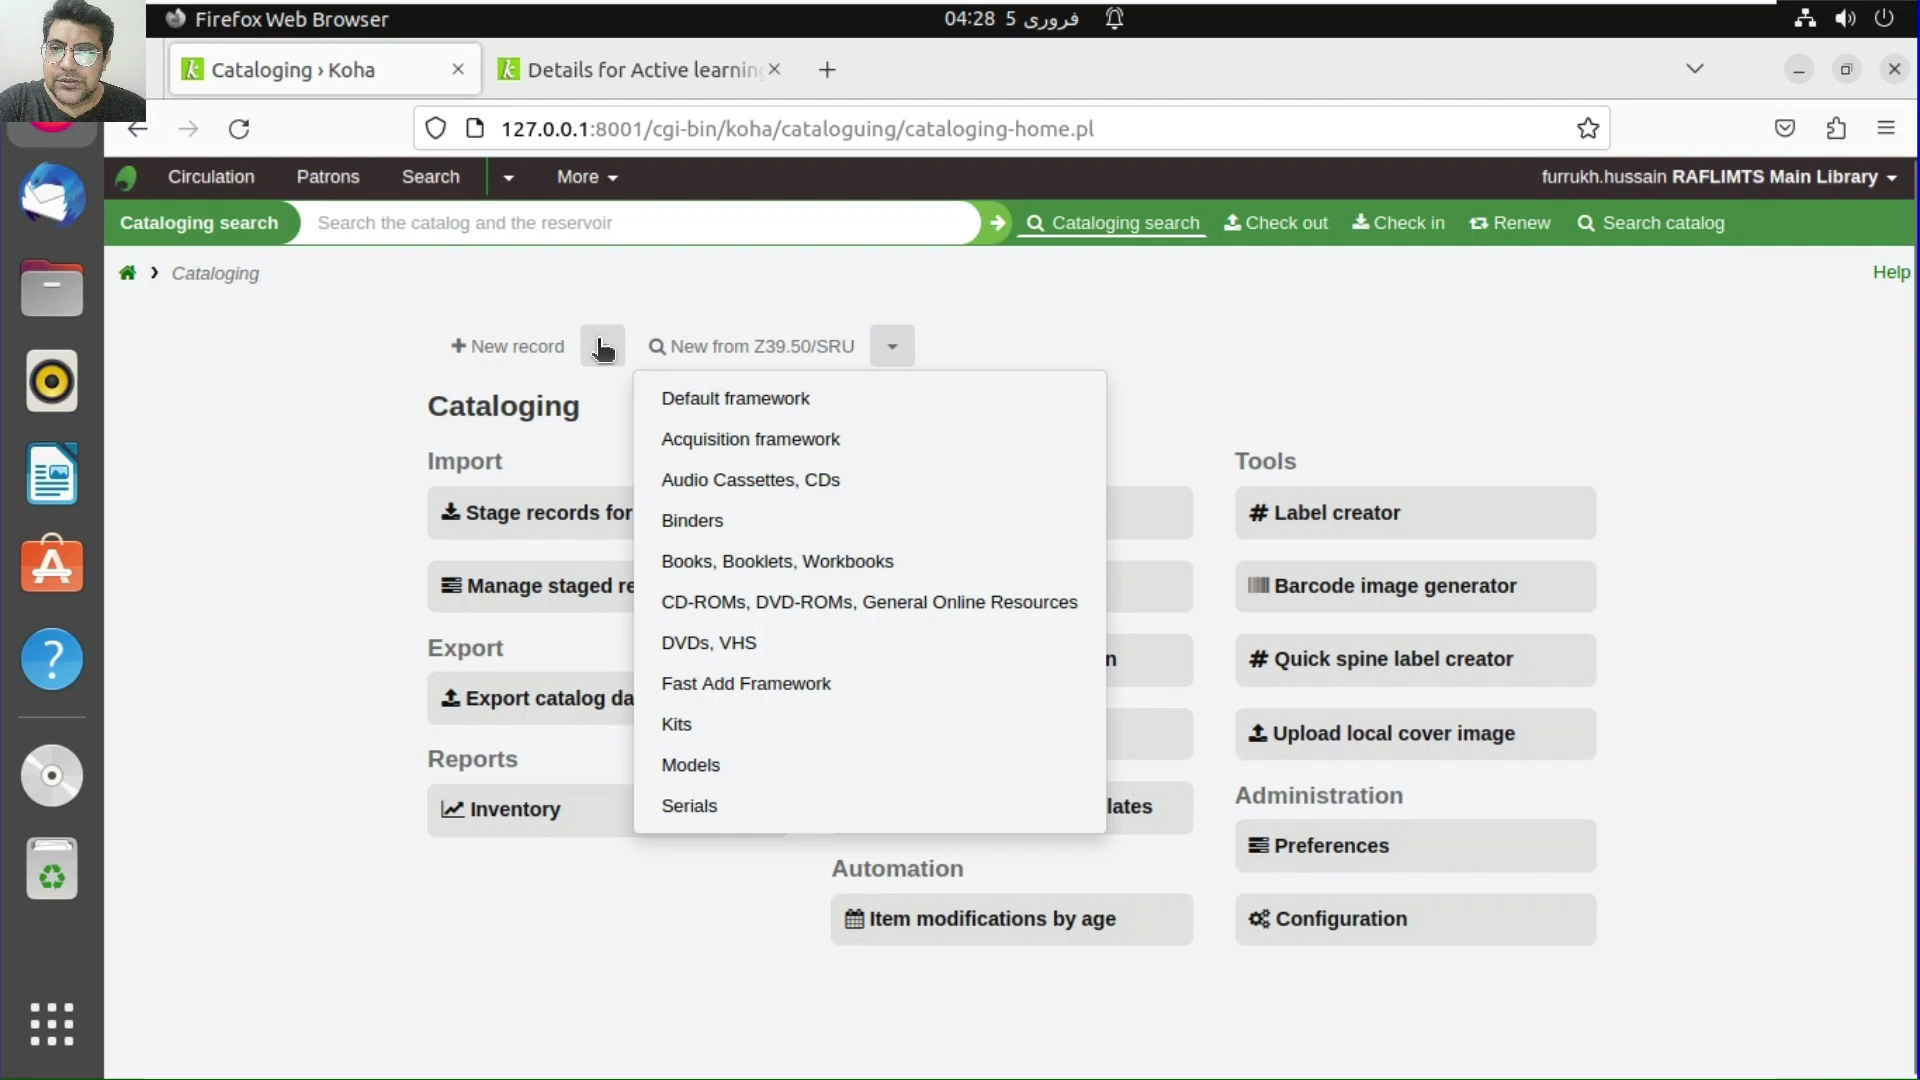 Firefox Web Browser
04:28 5 فروری
Cataloging › Koha
Details for Active learning
127.0.0.1:8001/cgi-bin/koha/cataloguing/cataloging-home.pl
Circulation Patrons Search More
furrukh.hussain RAFLIMTS Main Library
Cataloging search
Search the catalog and the reservoir
Cataloging search Check out Check in Renew Search catalog
Cataloging
Help
New record
New from Z39.50/SRU
Cataloging
Default framework
Acquisition framework
Audio Cassettes, CDs
Binders
Books, Booklets, Workbooks
CD-ROMs, DVD-ROMs, General Online Resources
DVDs, VHS
Fast Add Framework
Kits
Models
Serials
Import
Stage records for
Manage staged re
Export
Export catalog da
Reports
Inventory
n
lates
Automation
Item modifications by age
Tools
Label creator
Barcode image generator
Quick spine label creator
Upload local cover image
Administration
Preferences
Configuration